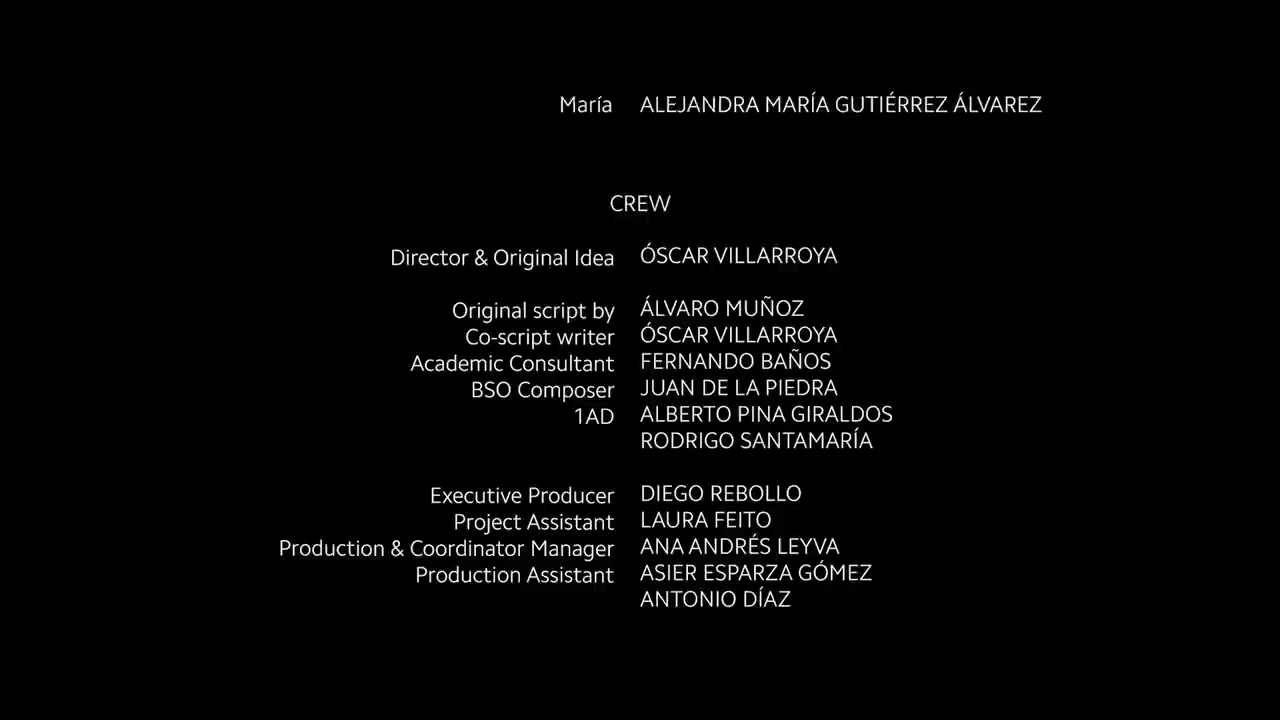 María ALEJANDRA MARÍA GUTIÉRREZ ÁLVAREZ
CREW
Director & Original Idea ÓSCAR VILLARROYA
Original script by ÁLVARO MUÑOZ
Co-script writer ÓSCAR VILLARROYA
Academic Consultant FERNANDO BAÑOS
BSO Composer JUAN DE LA PIEDRA
1AD ALBERTO PINA GIRALDOS
RODRIGO SANTAMARÍA
Executive Producer DIEGO REBOLLO
Project Assistant LAURA FEITO
Production & Coordinator Manager ANA ANDRÉS LEYVA
Production Assistant ASIER ESPARZA GÓMEZ
ANTONIO DÍAZ